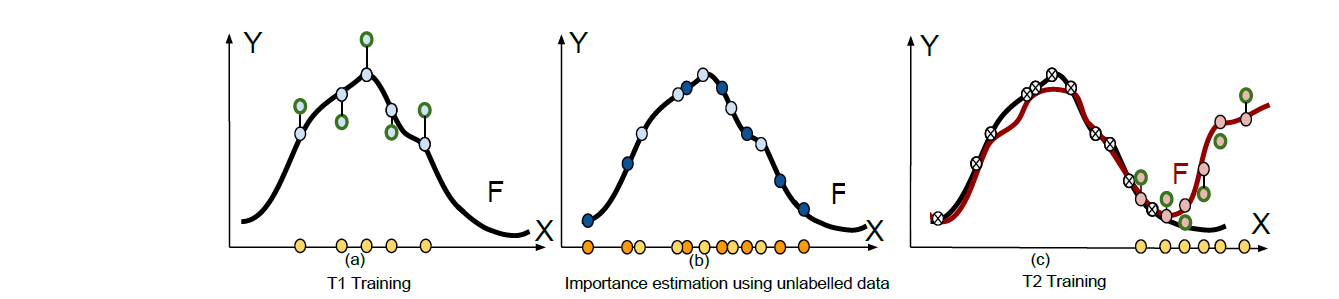 Y
F
X
(a)
T1 Training
Y
F
X
(b)
Importance estimation using unlabelled data
Y
F
X
(c)
T2 Training